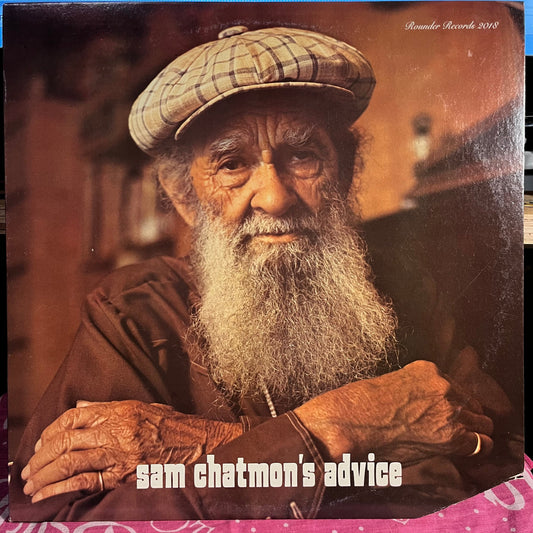 Rounder Records 2018
sam chatmon's advice